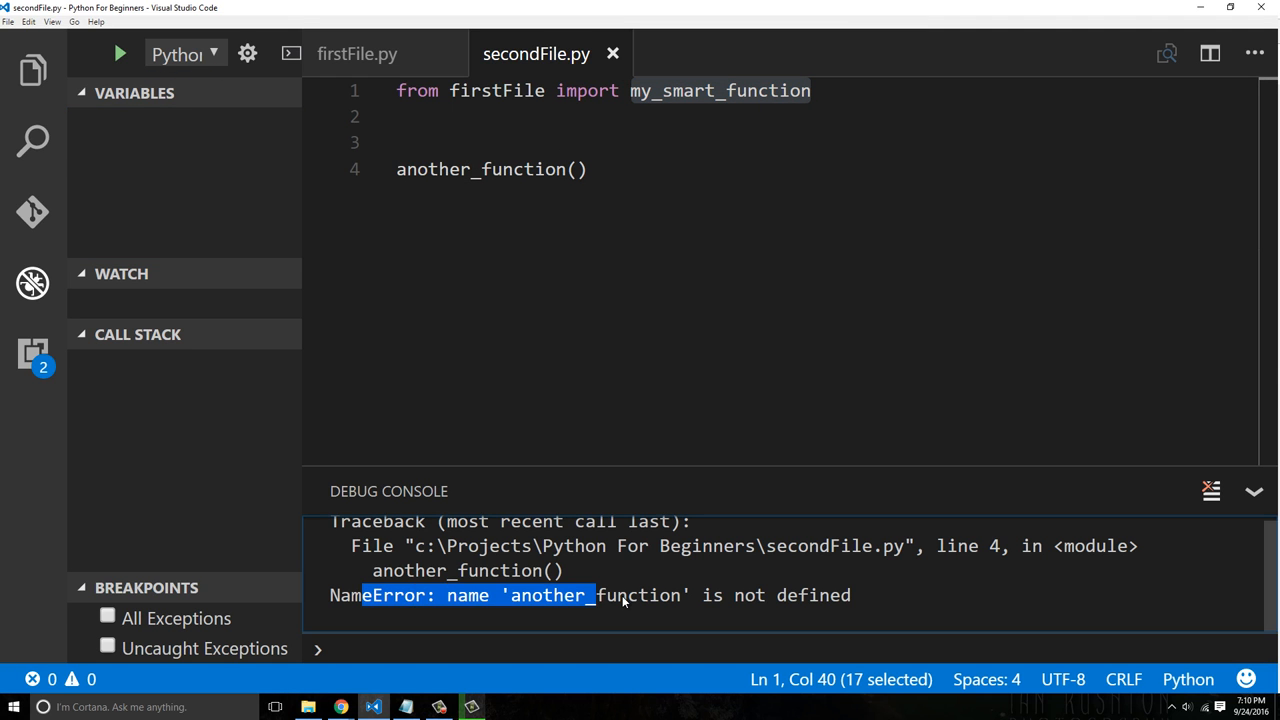 secondFile.py - Python For Beginners - Visual Studio Code
File Edit View Go Help
Pythor
firstFile.py
secondFile.py
VARIABLES
1 from firstFile import my_smart_function
2
3
4 another_function()
WATCH
CALL STACK
2
DEBUG CONSOLE
Traceback (most recent call last):
File "c:\Projects\Python For Beginners\secondFile.py", line 4, in <module>
another_function()
NameError: name 'another_function' is not defined
BREAKPOINTS
All Exceptions
Uncaught Exceptions
0 0 Ln 1, Col 40 (17 selected) Spaces: 4 UTF-8 CRLF Python
I'm Cortana. Ask me anything.
7:10 PM
9/24/2016